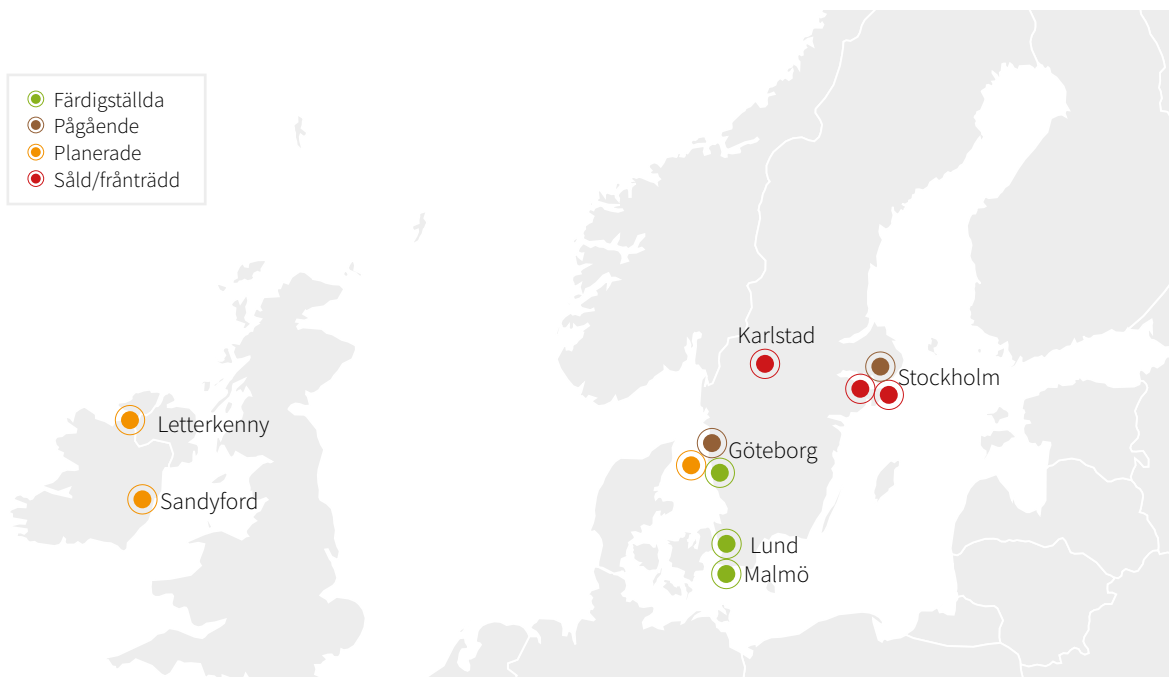 Färdigställda
Pågående
Planerade
Såld/frånträdd
Karlstad
Stockholm
Letterkenny
Göteborg
Sandyford
Lund
Malmö